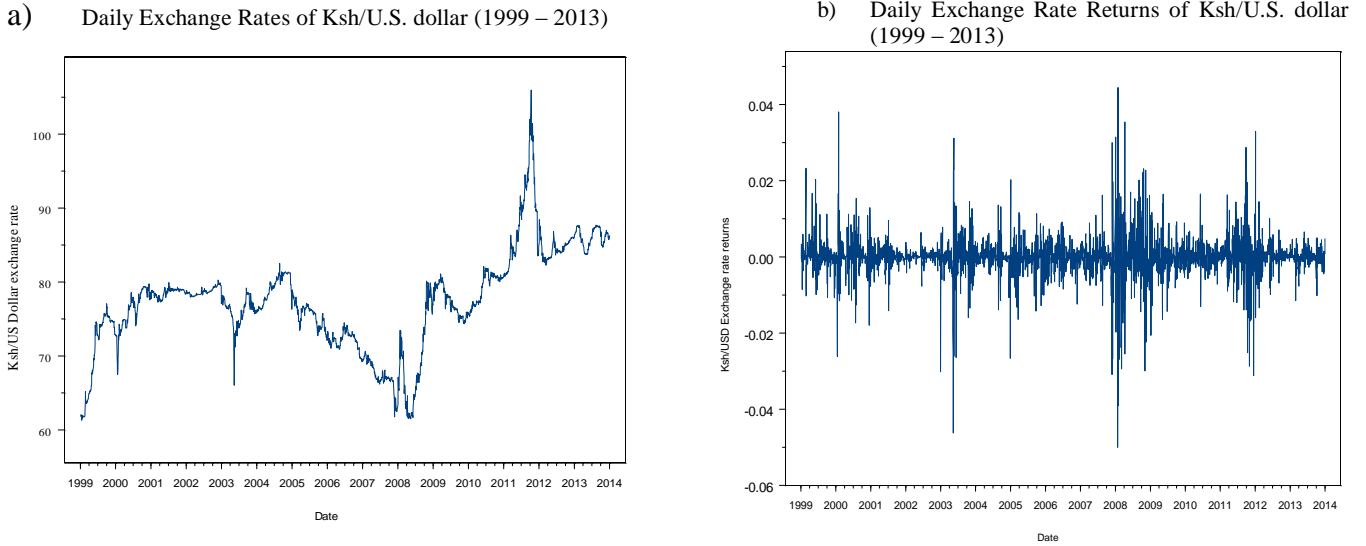 a)
Daily Exchange Rates of Ksh/U.S. dollar (1999 – 2013)
Ksh/US Dollar exchange rate
100
90
80
70
60
1999 2000 2001 2002 2003 2004 2005 2006 2007 2008 2009 2010 2011 2012 2013 2014
Date
b) Daily Exchange Rate Returns of Ksh/U.S. dollar
(1999 – 2013)
Ksh/USD Exchange rate returns
0.04
0.02
0.00
-0.02
-0.04
-0.06
1999 2000 2001 2002 2003 2004 2005 2006 2007 2008 2009 2010 2011 2012 2013 2014
Date